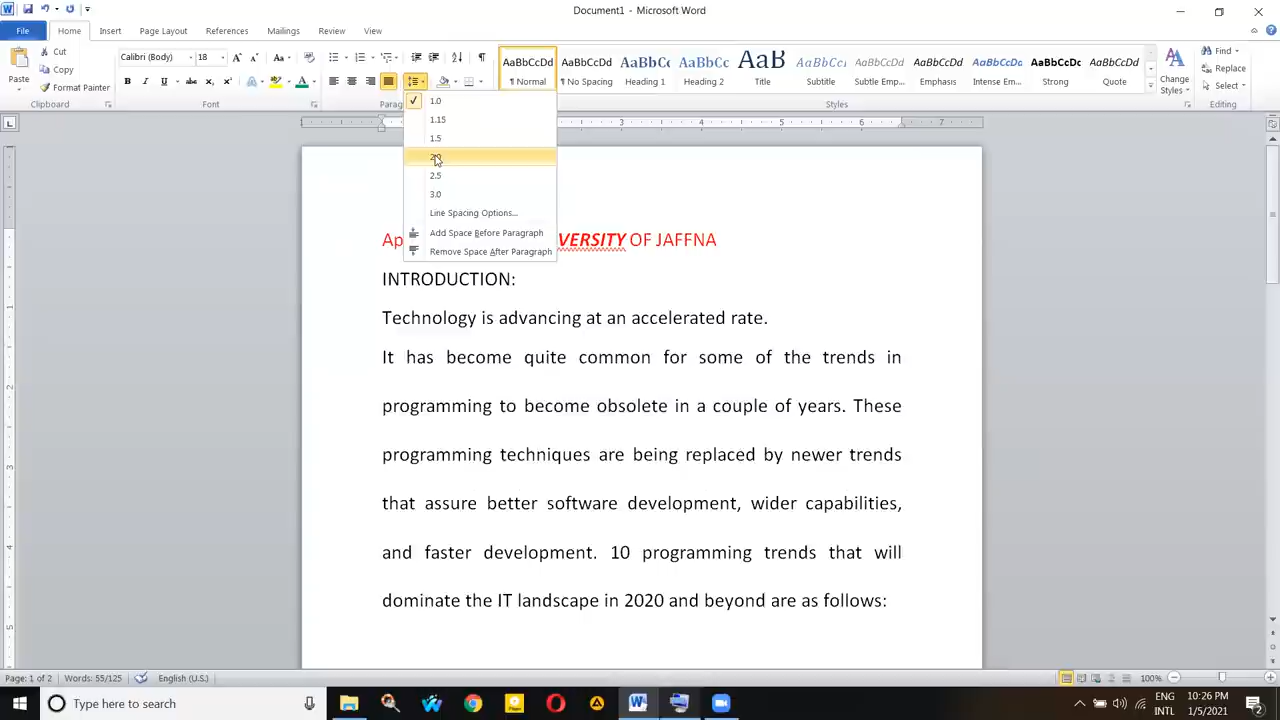 Document1 - Microsoft Word
File Home Insert Page Layout References Mailings Review View
Paste
Cut
Copy
Format Painter
Clipboard
Calibri (Body) 18
Font
AaBbCcDd AaBbCcDd AaBbCc AaBbCc AaB AaBbCcI AaBbCcDd AaBbCcDd AaBbCcDd AaBbCcDd AaBbCcDd
¶ Normal ¶ No Spacing Heading 1 Heading 2 Title Subtitle Subtle Emp... Emphasis Intense Em... Strong Quote
Change
Styles
Styles
Find
Replace
Select
Editing
1.0
1.15
1.5
2.0
2.5
3.0
Line Spacing Options...
Add Space Before Paragraph
Remove Space After Paragraph
3 4 5 6 7
Ap VERSITY OF JAFFNA
INTRODUCTION:
Technology is advancing at an accelerated rate.
It has become quite common for some of the trends in
programming to become obsolete in a couple of years. These
programming techniques are being replaced by newer trends
that assure better software development, wider capabilities,
and faster development. 10 programming trends that will
dominate the IT landscape in 2020 and beyond are as follows:
Page: 1 of 2 Words: 55/125 English (U.S.) 100%
Type here to search
ENG
INTL
10:26 PM
1/5/2021